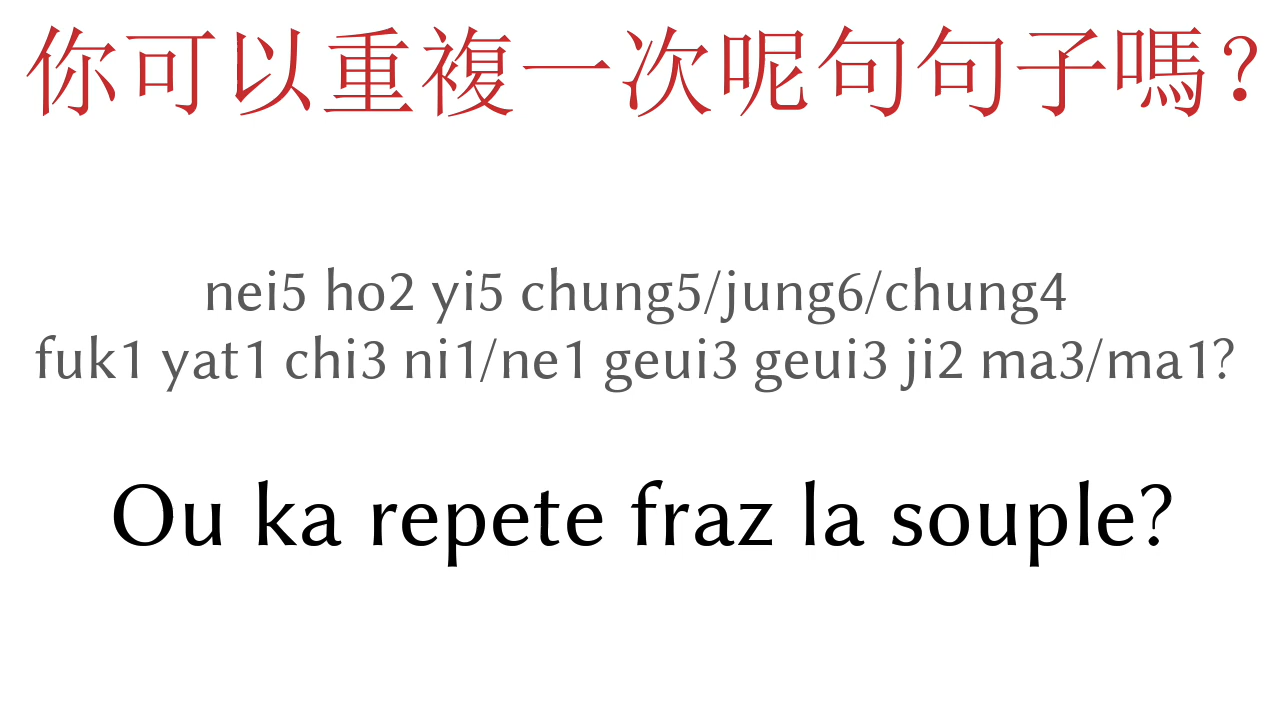 你可以重複一次呢句句子嗎？
nei5 ho2 yi5 chung5/jung6/chung4
fuk1 yat1 chi3 ni1/ne1 geui3 geui3 ji2 ma3/ma1?
Ou ka repete fraz la souple?